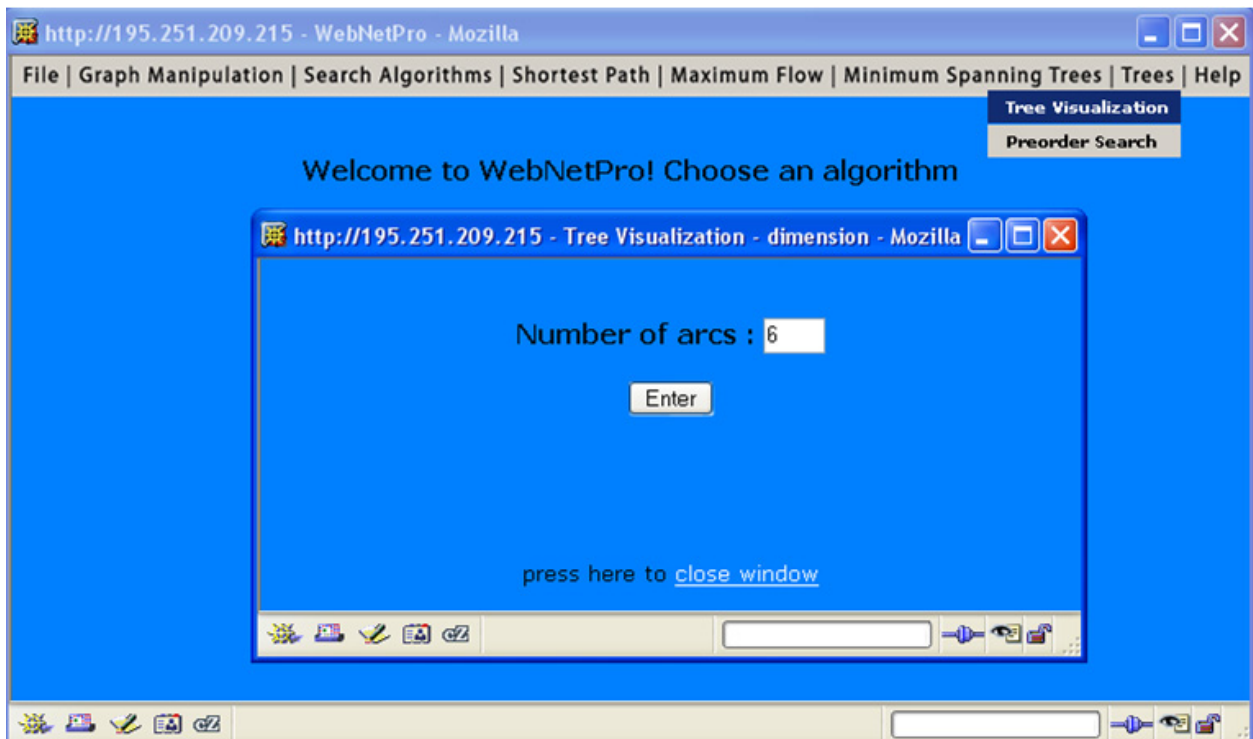 http://195.251.209.215 - WebNetPro - Mozilla
File | Graph Manipulation | Search Algorithms | Shortest Path | Maximum Flow | Minimum Spanning Trees | Trees | Help
Tree Visualization
Preorder Search
Welcome to WebNetPro! Choose an algorithm
http://195.251.209.215 - Tree Visualization - dimension - Mozilla
Number of arcs : 6
Enter
press here to close window